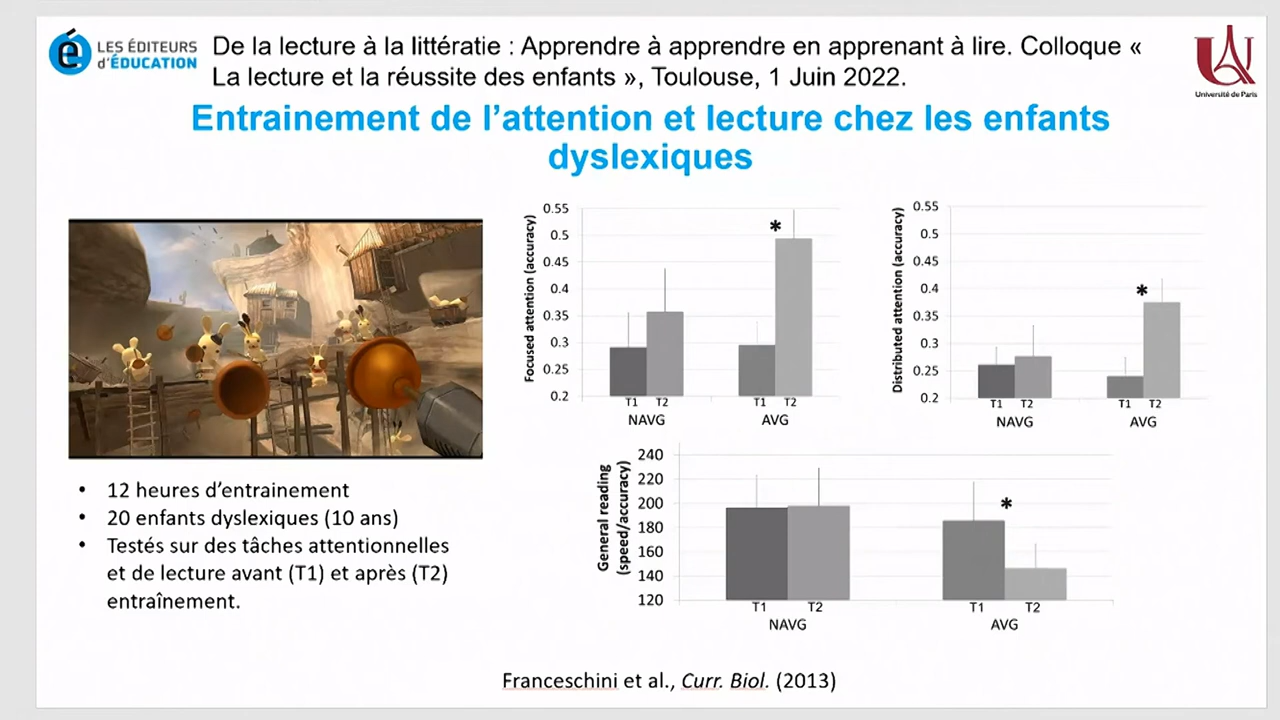 LES ÉDITEURS
d'ÉDUCATION
De la lecture à la littératie : Apprendre à apprendre en apprenant à lire. Colloque «
La lecture et la réussite des enfants », Toulouse, 1 Juin 2022.
Université de Paris
Entrainement de l'attention et lecture chez les enfants
dyslexiques
Focused attention (accuracy)
0.55
0.5
0.45
0.4
0.35
0.3
0.25
0.2
*
T1 T2 T1 T2
NAVG AVG
Distributed attention (accuracy)
0.55
0.5
0.45
0.4
0.35
0.3
0.25
0.2
*
T1 T2 T1 T2
NAVG AVG
General reading
(speed/accuracy)
240
220
200
180
160
140
120
*
T1 T2 T1 T2
NAVG AVG
• 12 heures d'entrainement
• 20 enfants dyslexiques (10 ans)
• Testés sur des tâches attentionnelles
et de lecture avant (T1) et après (T2)
entraînement.
Franceschini et al., Curr. Biol. (2013)